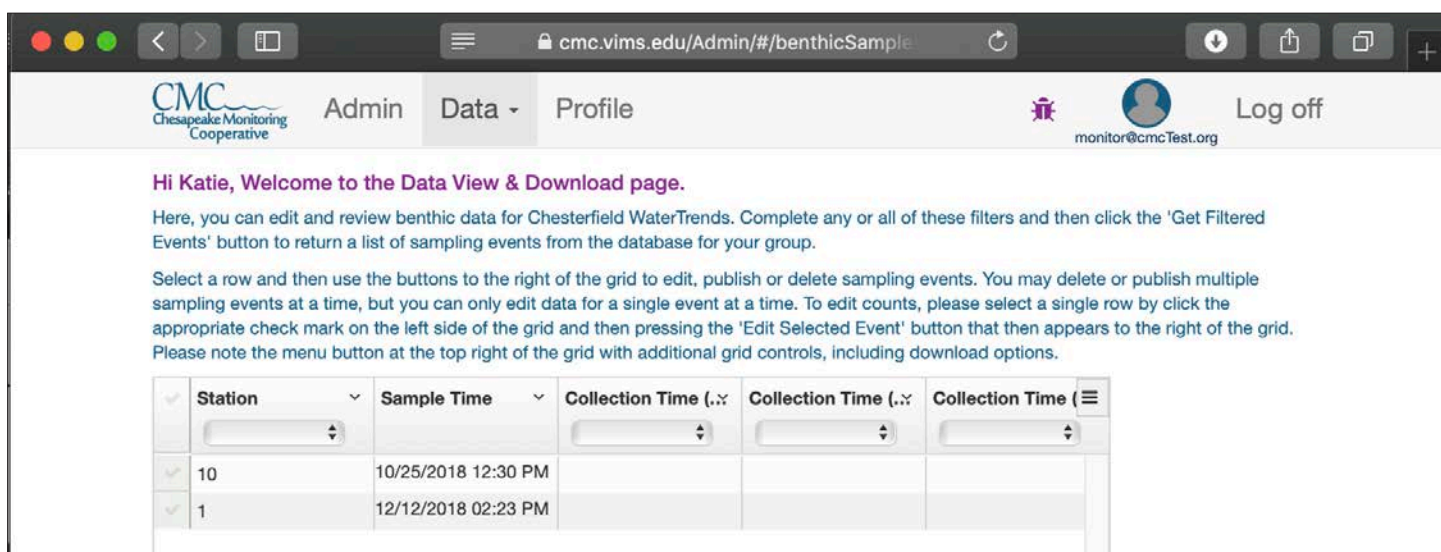 cmc.vims.edu/Admin/#/benthicSample
CMC
Chesapeake Monitoring
Cooperative
Admin
Data
Profile
monitor@cmcTest.org
Log off
Hi Katie, Welcome to the Data View & Download page.
Here, you can edit and review benthic data for Chesterfield WaterTrends. Complete any or all of these filters and then click the 'Get Filtered
Events' button to return a list of sampling events from the database for your group.
Select a row and then use the buttons to the right of the grid to edit, publish or delete sampling events. You may delete or publish multiple
sampling events at a time, but you can only edit data for a single event at a time. To edit counts, please select a single row by click the
appropriate check mark on the left side of the grid and then pressing the 'Edit Selected Event' button that then appears to the right of the grid.
Please note the menu button at the top right of the grid with additional grid controls, including download options.
Station Sample Time Collection Time (... Collection Time (... Collection Time (
10 10/25/2018 12:30 PM
1 12/12/2018 02:23 PM